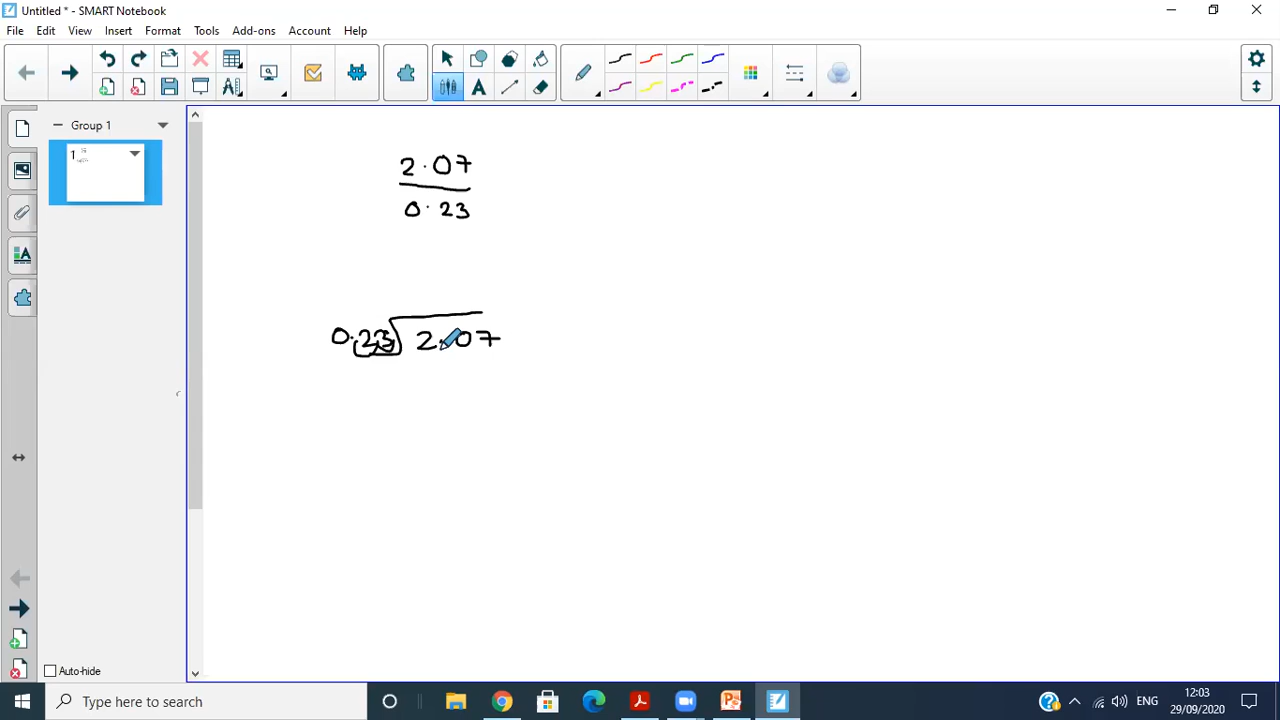 Untitled * - SMART Notebook
File Edit View Insert Format Tools Add-ons Account Help
Group 1
1
2·07
0·23
0·23 2·07
Auto-hide
Type here to search
ENG
12:03
29/09/2020